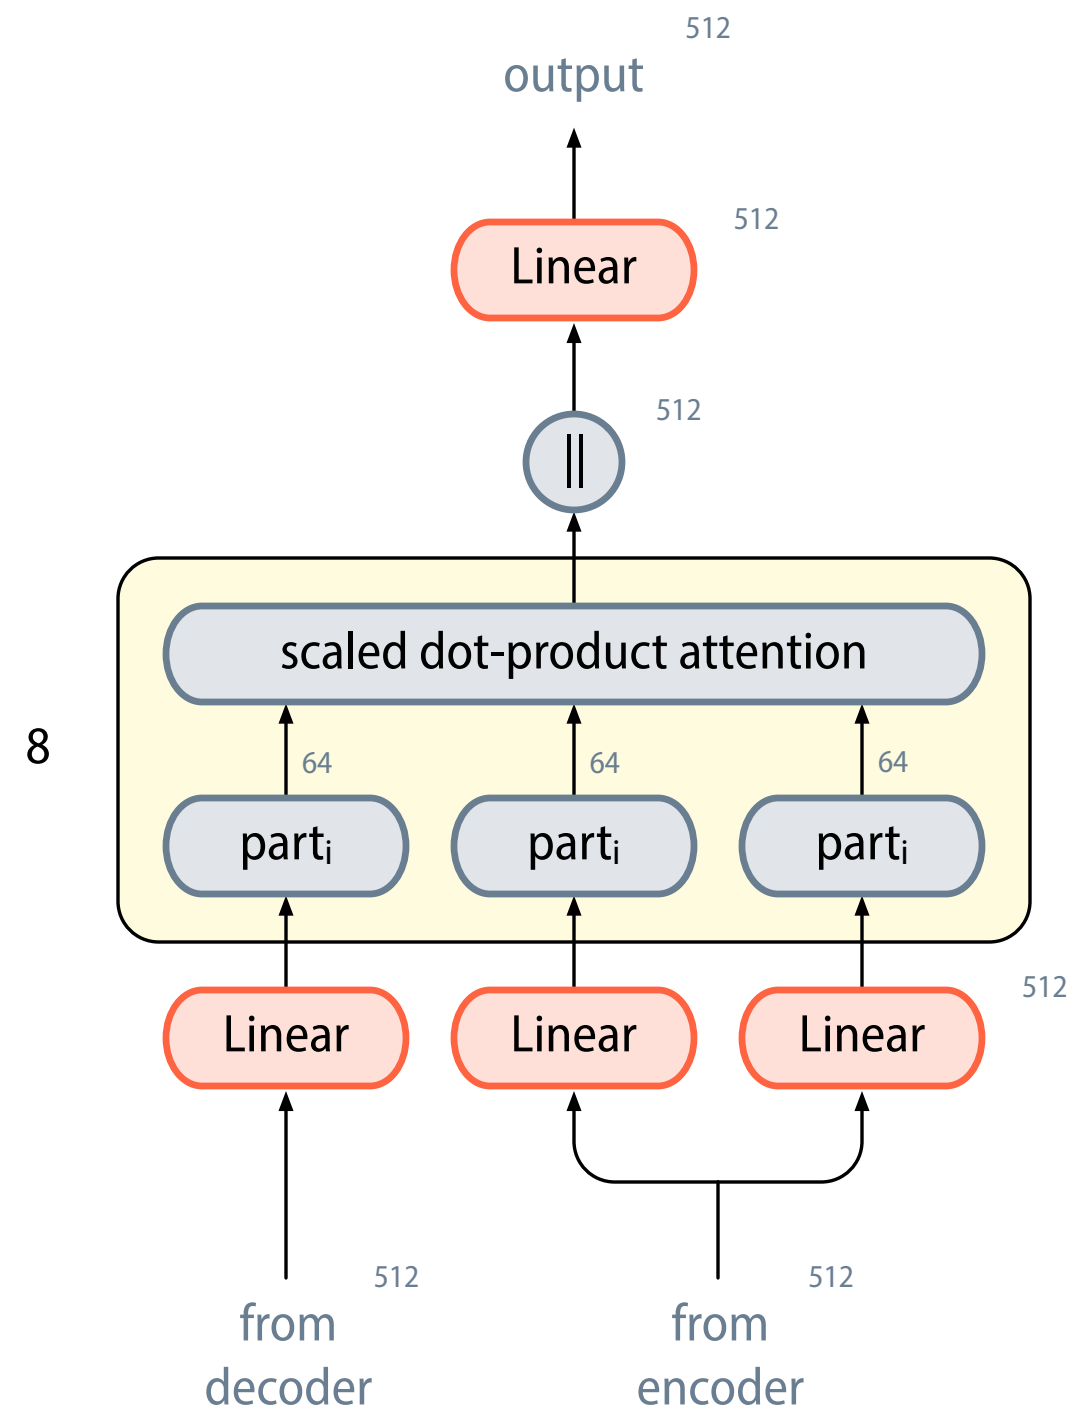 512
output
512
Linear
512
||
scaled dot-product attention
8
64 64 64
parti parti parti
512
Linear Linear Linear
512 512
from from
decoder encoder